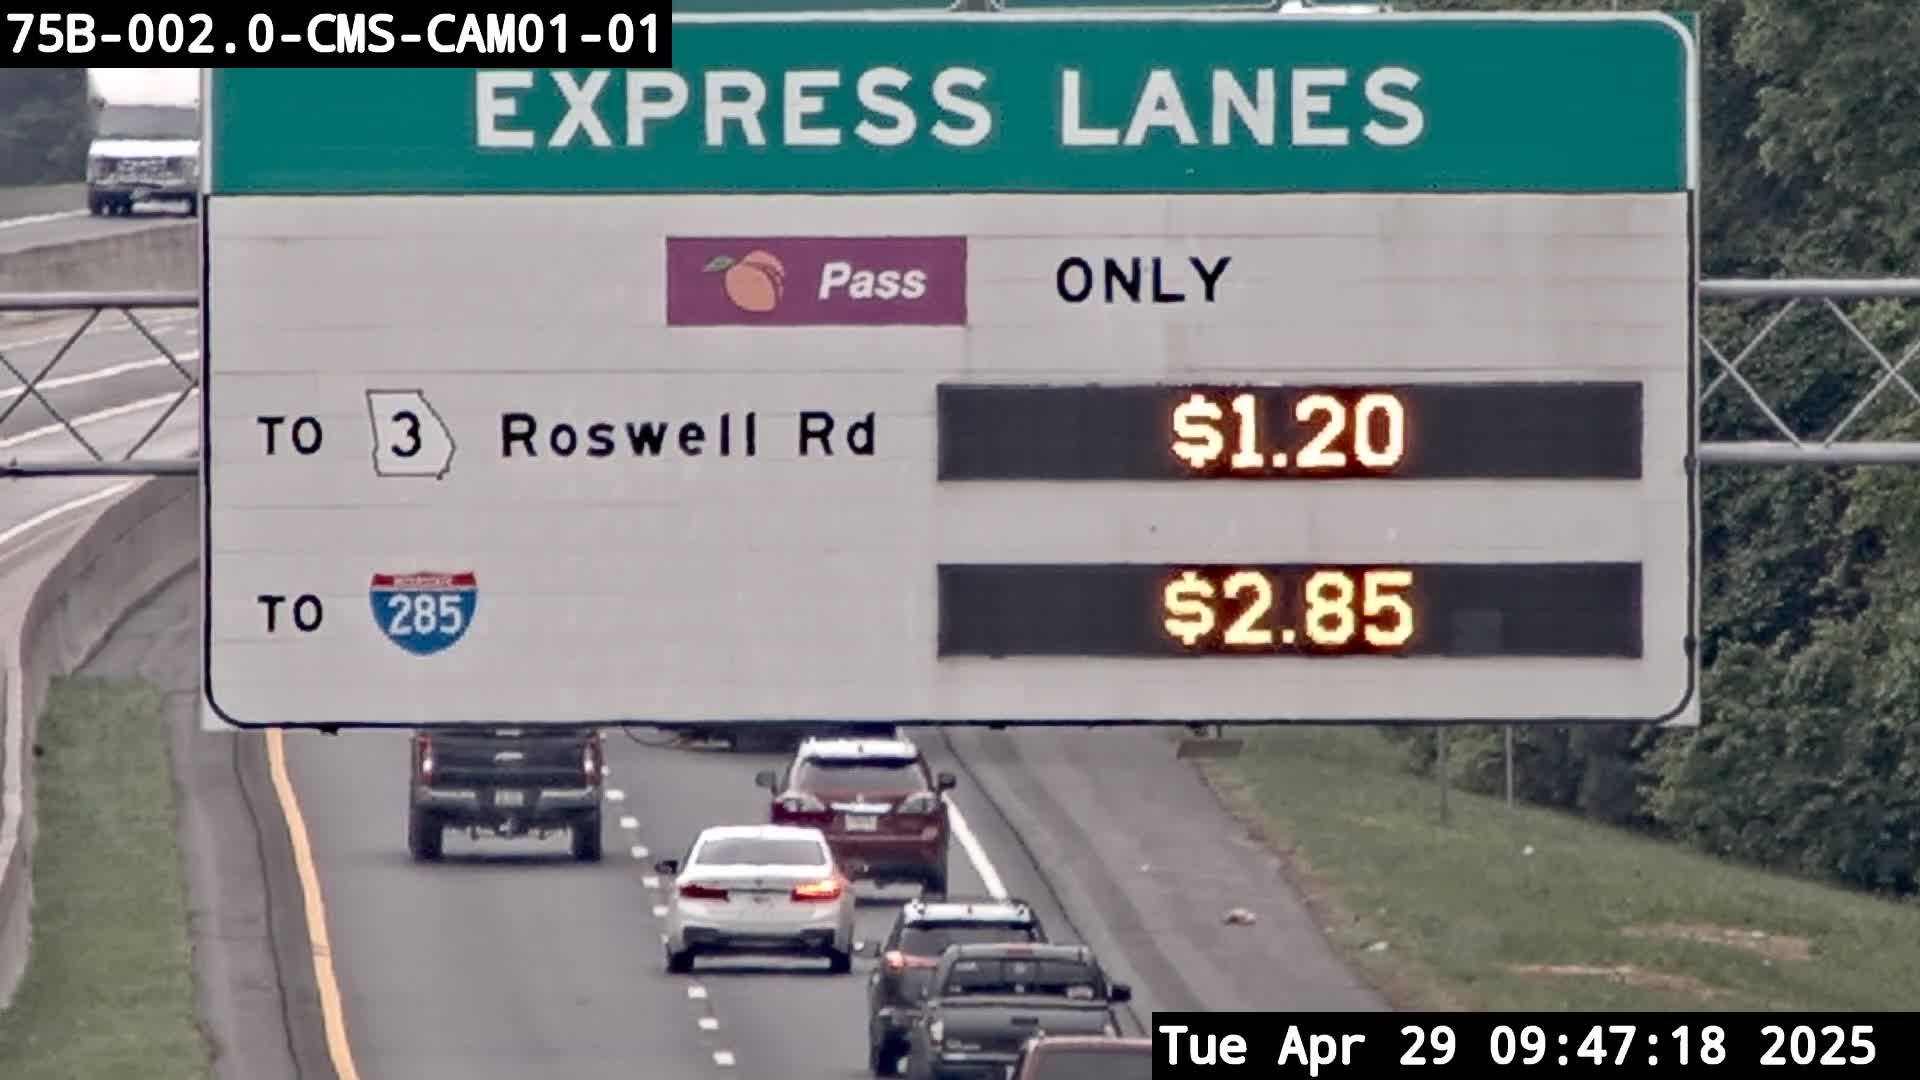 75B-002.0-CMS-CAM01-01
EXPRESS LANES
Pass ONLY
TO 3 Roswell Rd $1.20
TO 285 $2.85
Tue Apr 29 09:47:18 2025